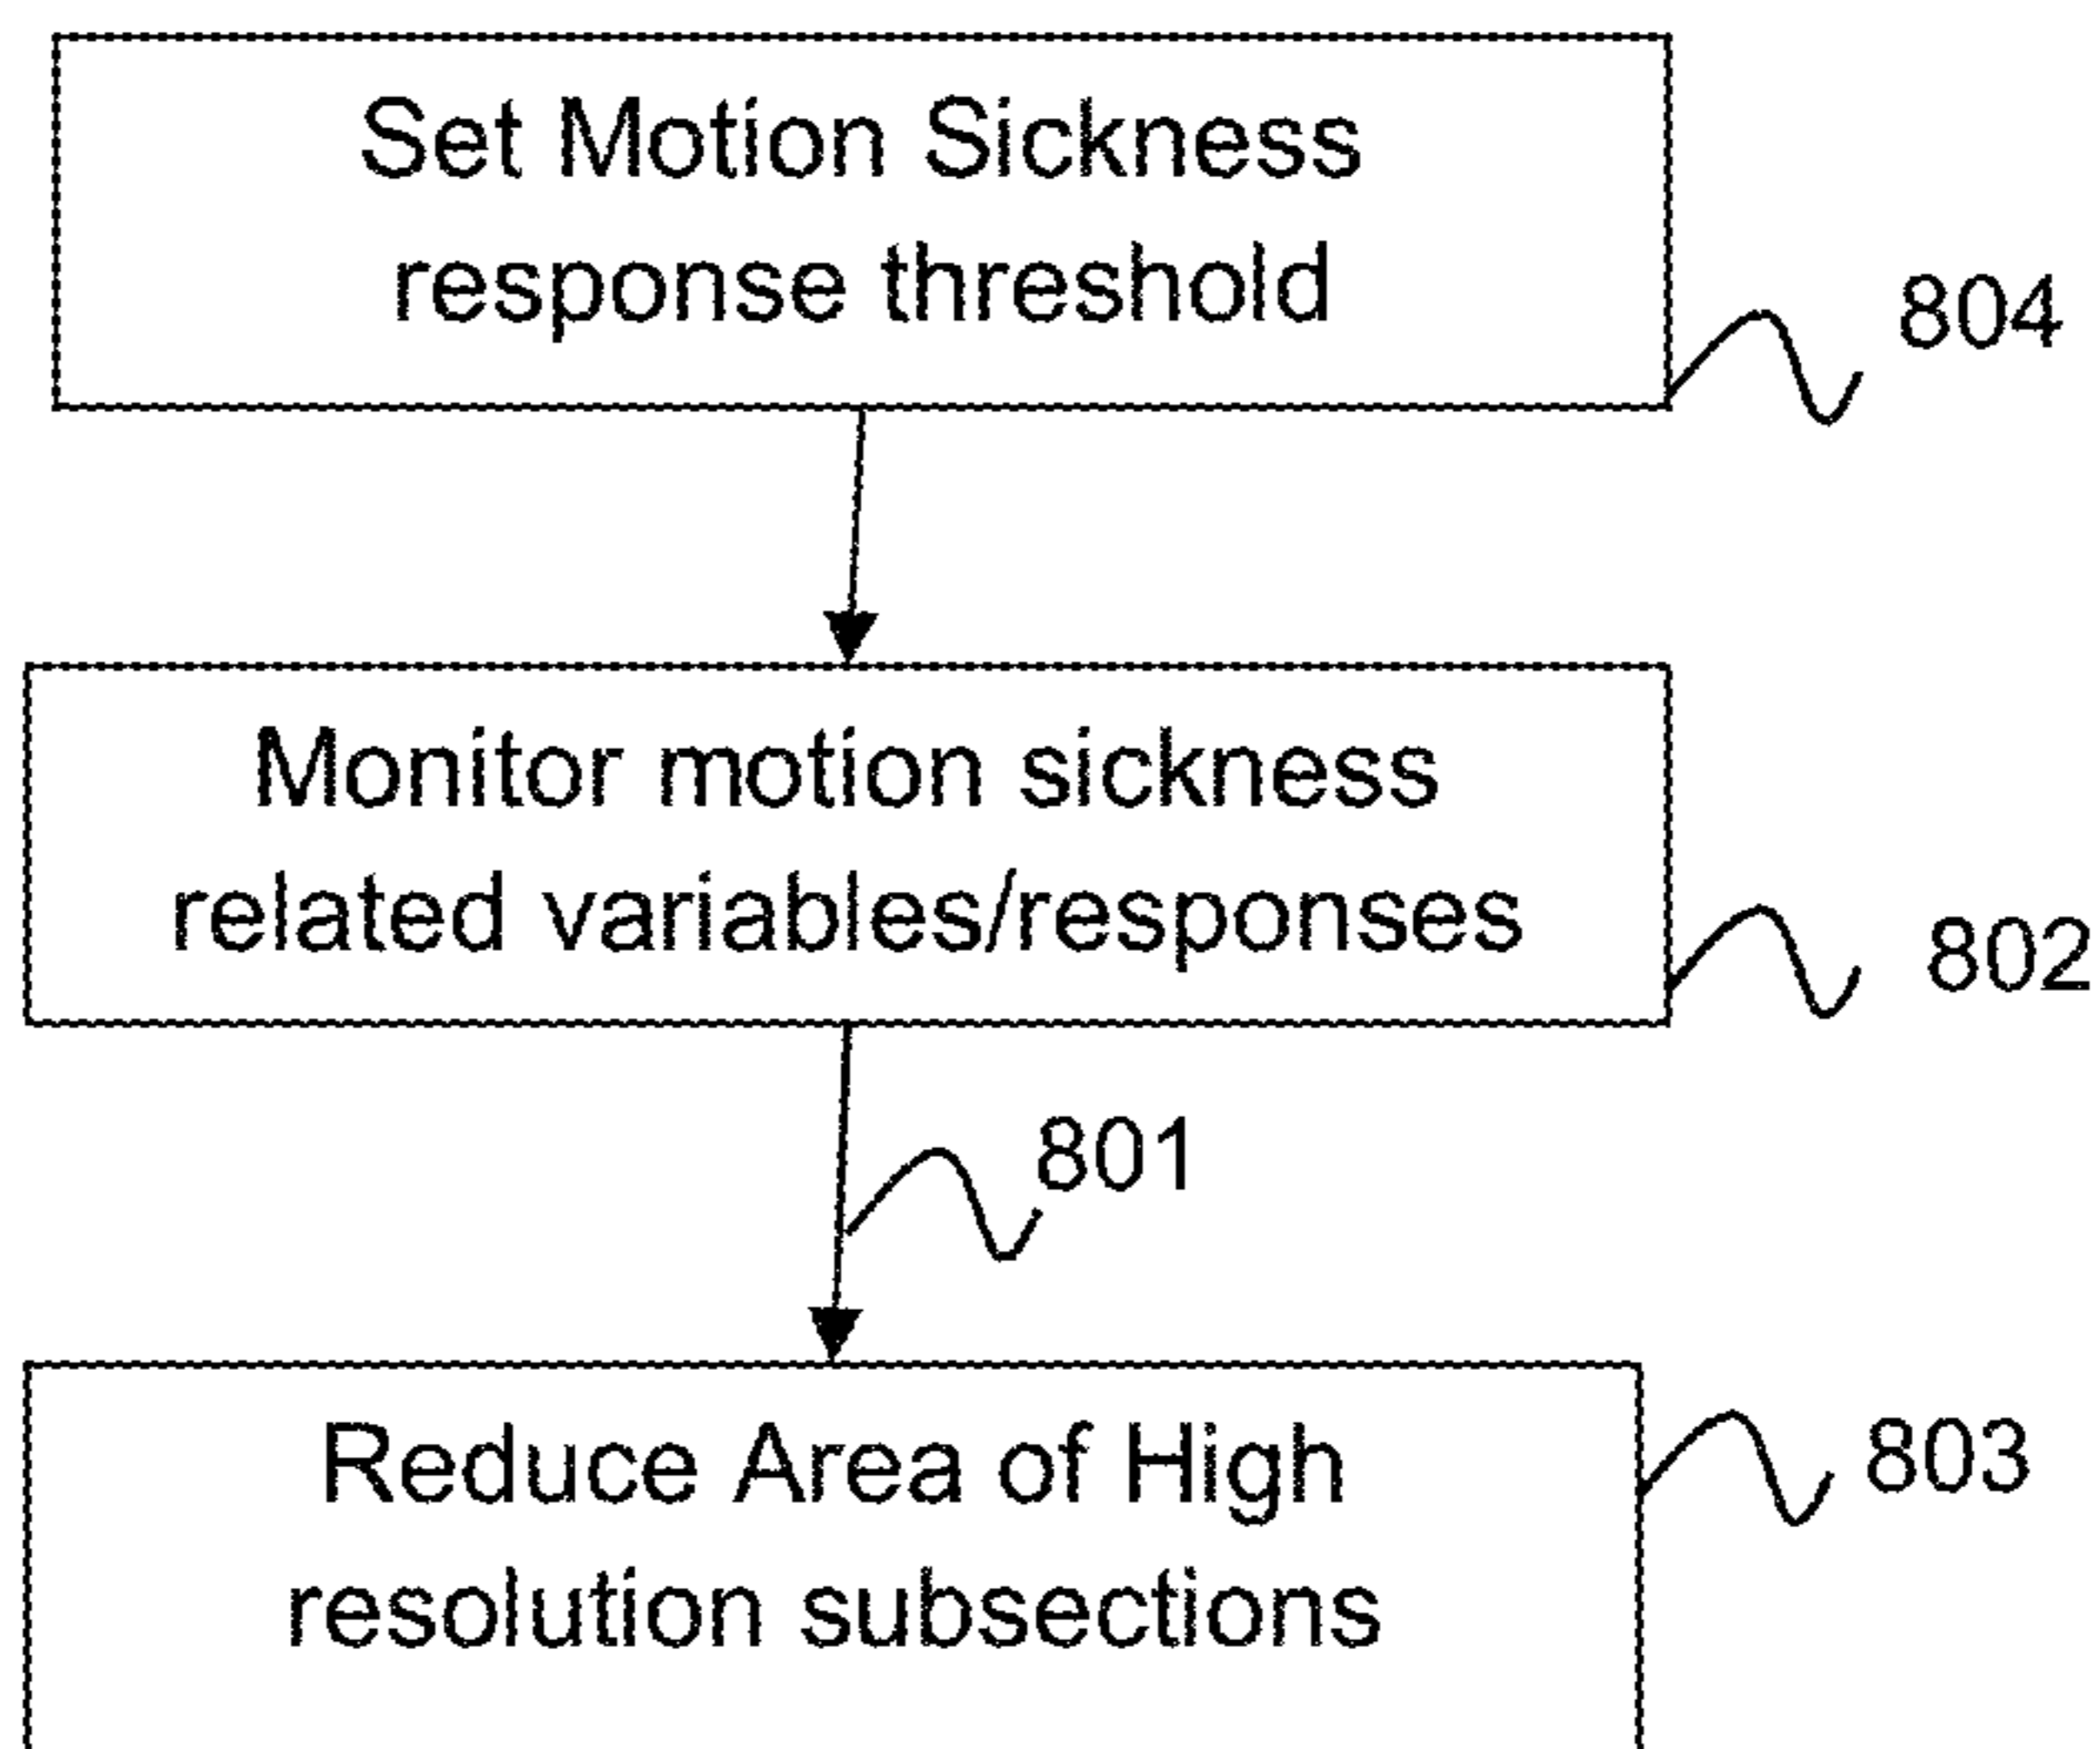 Set Motion Sickness
response threshold
804
Monitor motion sickness
related variables/responses
802
801
Reduce Area of High
803
resolution subsections